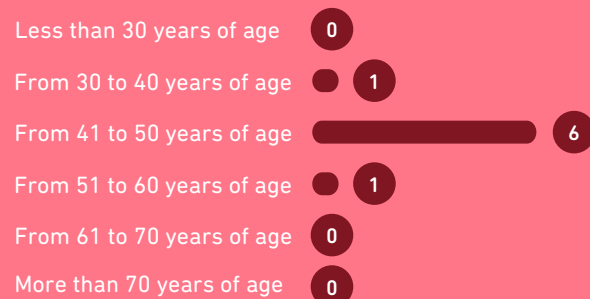 Less than 30 years of age 0
From 30 to 40 years of age 1
From 41 to 50 years of age 6
From 51 to 60 years of age 1
From 61 to 70 years of age 0
More than 70 years of age 0